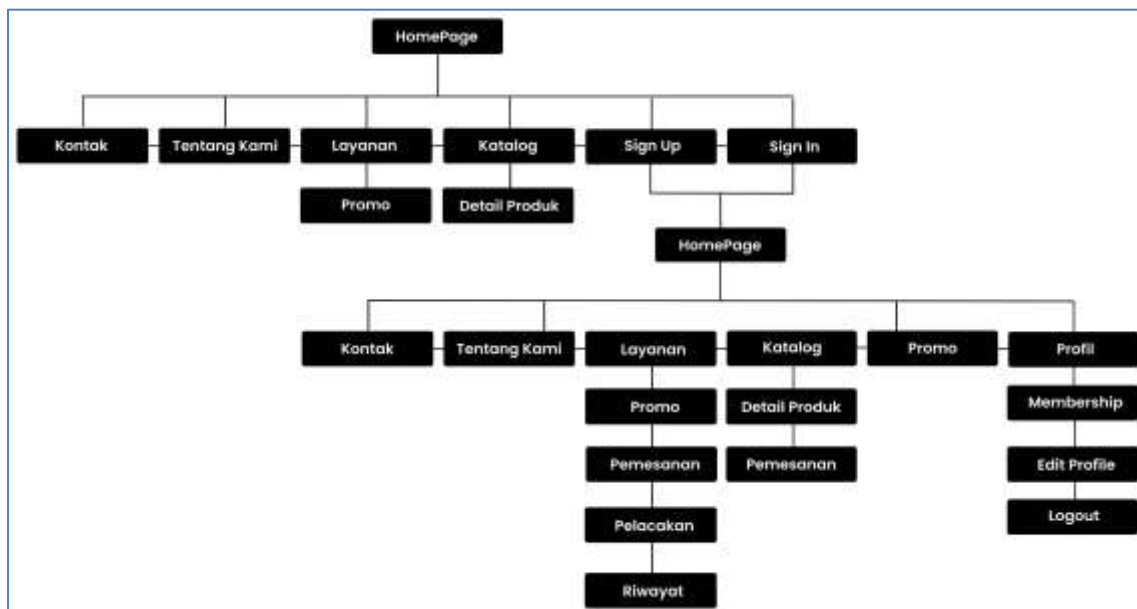 HomePage
Kontak
Tentang Kami
Layanan
Katalog
Sign Up
Sign In
Promo
Detail Produk
HomePage
Kontak
Tentang Kami
Layanan
Katalog
Promo
Profil
Promo
Detail Produk
Membership
Pemesanan
Pemesanan
Edit Profile
Pelacakan
Logout
Riwayat